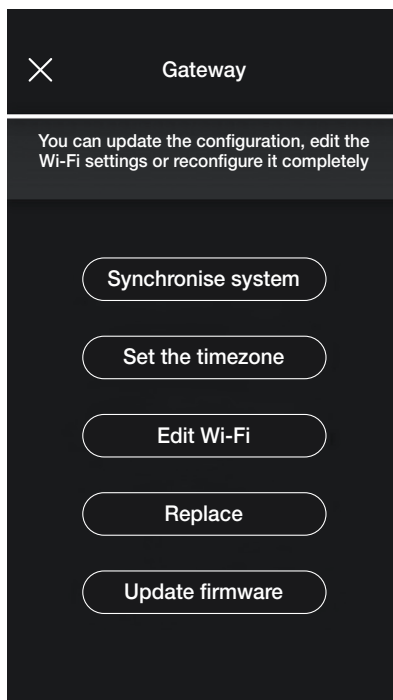 Gateway
You can update the configuration, edit the
Wi-Fi settings or reconfigure it completely
Synchronise system
Set the timezone
Edit Wi-Fi
Replace
Update firmware